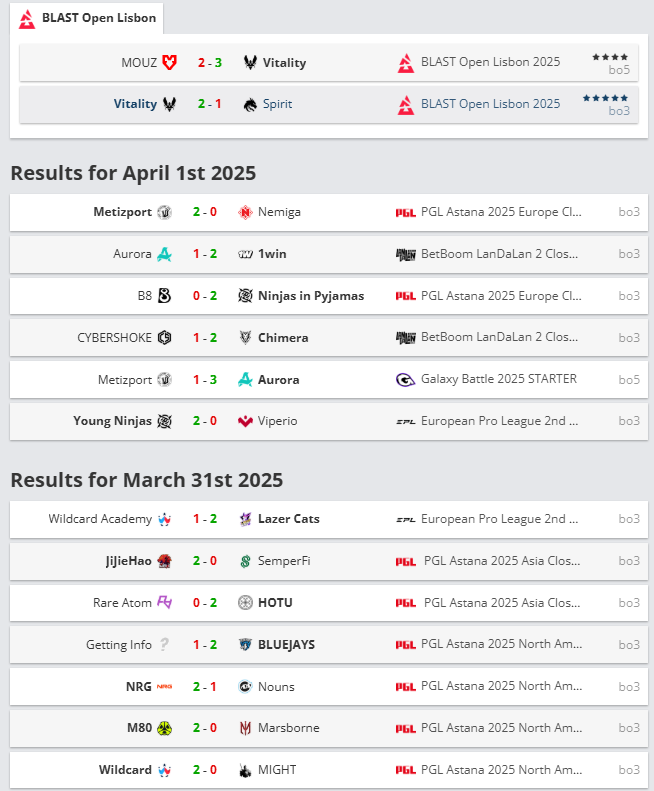 BLAST Open Lisbon
MOUZ 2 - 3 Vitality BLAST Open Lisbon 2025 bo5
Vitality 2 - 1 Spirit BLAST Open Lisbon 2025 bo3
Results for April 1st 2025
Metizport 2 - 0 Nemiga PGL PGL Astana 2025 Europe Cl... bo3
Aurora 1 - 2 1win BetBoom LanDaLan 2 Clos... bo3
B8 0 - 2 Ninjas in Pyjamas PGL PGL Astana 2025 Europe Cl... bo3
CYBERSHOKE 1 - 2 Chimera BetBoom LanDaLan 2 Clos... bo3
Metizport 1 - 3 Aurora Galaxy Battle 2025 STARTER bo5
Young Ninjas 2 - 0 Viperio EPL European Pro League 2nd ... bo3
Results for March 31st 2025
Wildcard Academy 1 - 2 Lazer Cats EPL European Pro League 2nd ... bo3
JiJieHao 2 - 0 SemperFi PGL PGL Astana 2025 Asia Clos... bo3
Rare Atom 0 - 2 HOTU PGL PGL Astana 2025 Asia Clos... bo3
Getting Info ? 1 - 2 BLUEJAYS PGL PGL Astana 2025 North Am... bo3
NRG NRG 2 - 1 Nouns PGL PGL Astana 2025 North Am... bo3
M80 2 - 0 Marsborne PGL PGL Astana 2025 North Am... bo3
Wildcard 2 - 0 MIGHT PGL PGL Astana 2025 North Am... bo3